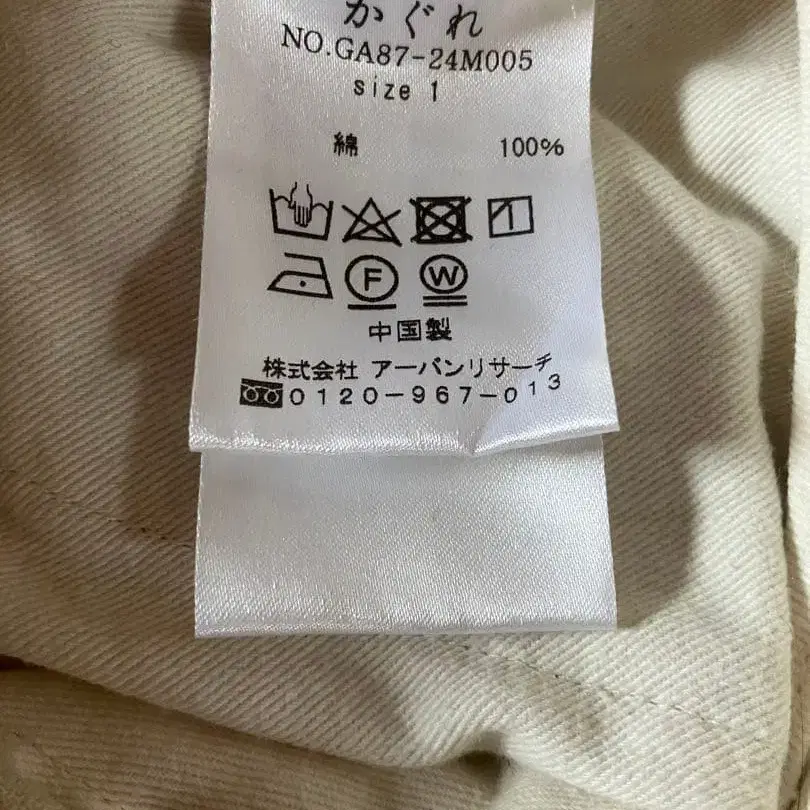 かぐれ
NO.GA87-24M005
size 1
綿 100%
F W
中国製
株式会社 アーバンリサーチ
0120-967-013